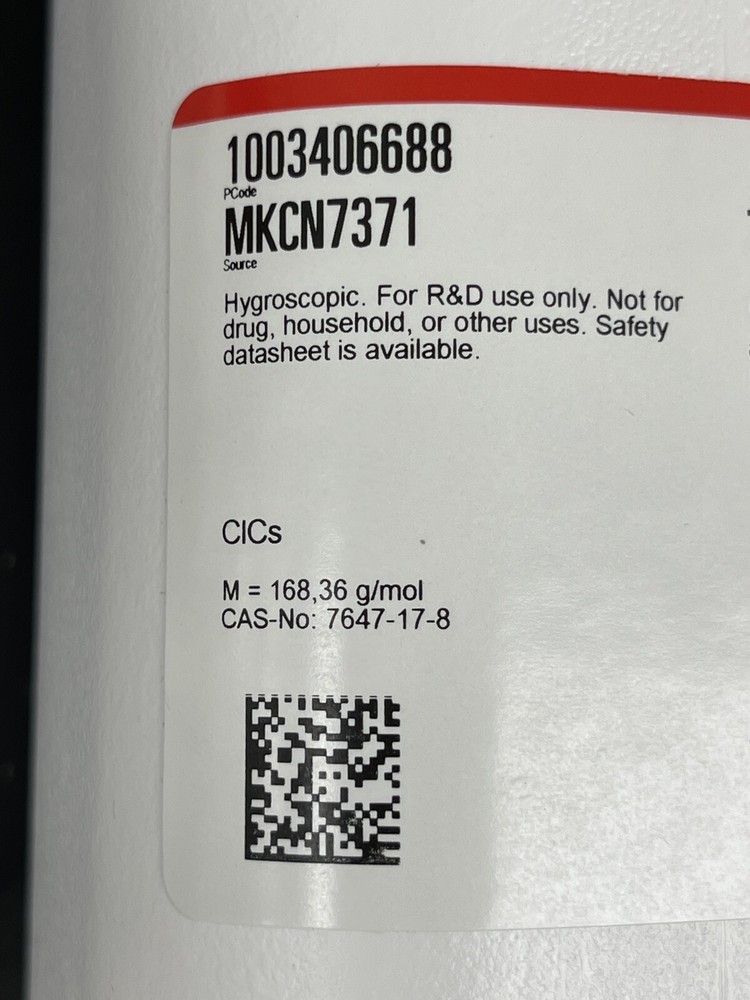 1003406688
PCode
MKCN7371
Source
Hygroscopic. For R&D use only. Not for
drug, household, or other uses. Safety
datasheet is available.
ClCs
M = 168,36 g/mol
CAS-No: 7647-17-8